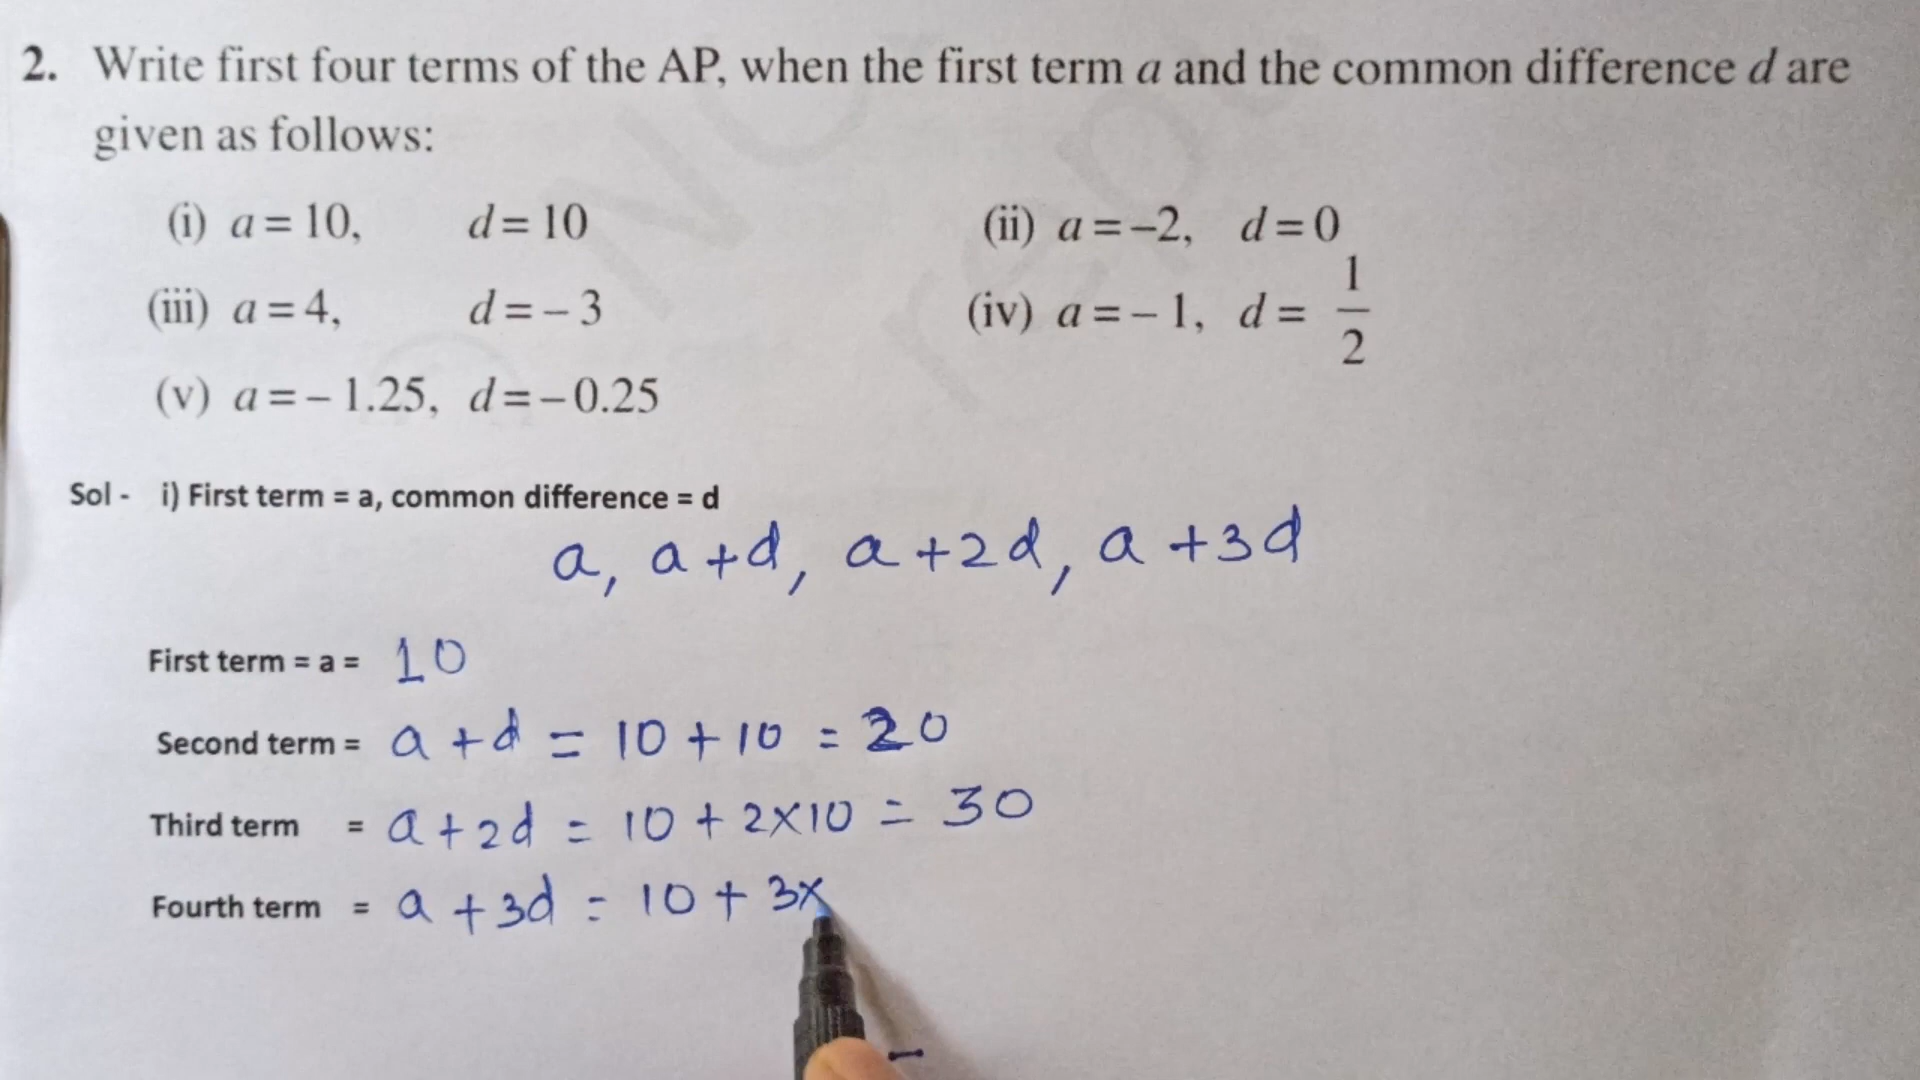 2. Write first four terms of the AP, when the first term a and the common difference d are
given as follows:
(i) a = 10, d = 10 (ii) a = –2, d = 0
(iii) a = 4, d = – 3 (iv) a = – 1, d = 1/2
(v) a = – 1.25, d = – 0.25
Sol - i) First term = a, common difference = d
a, a+d, a+2d, a+3d
First term = a = 10
Second term = a+d = 10+10 = 20
Third term = a+2d = 10+2×10 = 30
Fourth term = a+3d = 10+3×